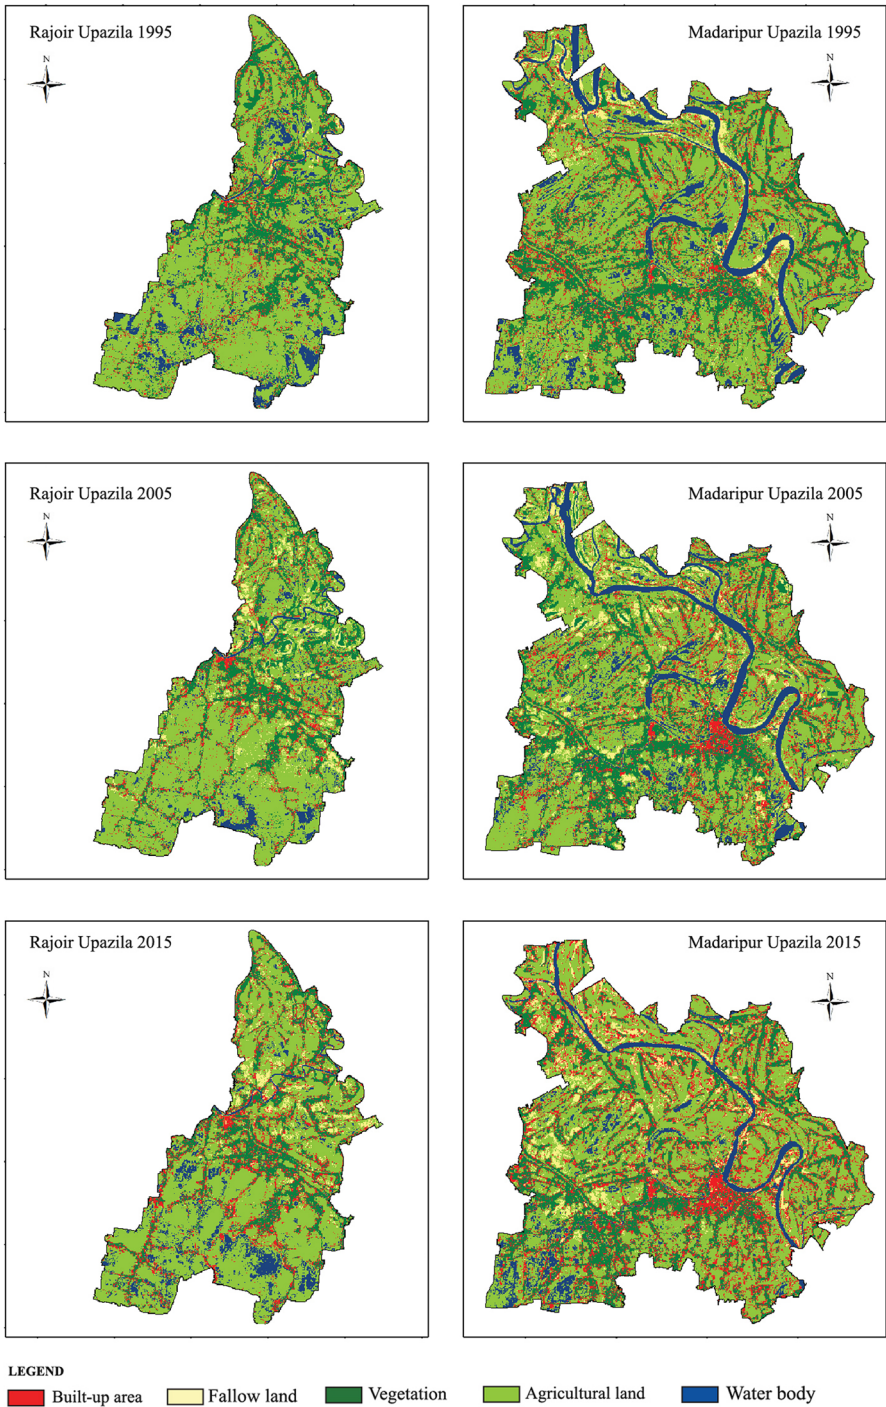 Rajoir Upazila 1995
N
Madaripur Upazila 1995
N
Rajoir Upazila 2005
N
Madaripur Upazila 2005
N
Rajoir Upazila 2015
N
Madaripur Upazila 2015
N
LEGEND
Built-up area
Fallow land
Vegetation
Agricultural land
Water body